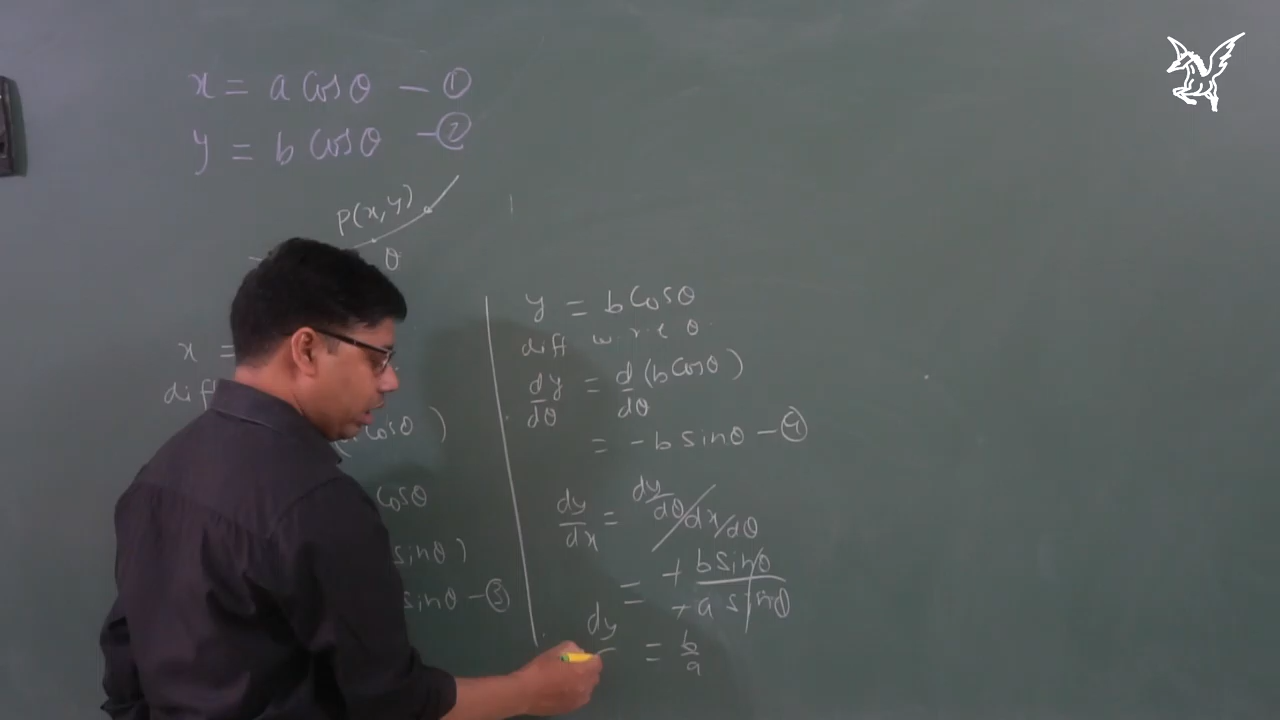 x = a cosθ — ①
y = b cosθ — ②
P(x,y)
θ
x =
diff
cosθ )
cosθ
sinθ )
sinθ — ③
y = b cosθ
diff w.r.t θ
dy/dθ = d/dθ (b cosθ)
= -b sinθ — ④
dy/dx = dy/dθ / dx/dθ
= + b sinθ / + a sinθ
dy = b/a